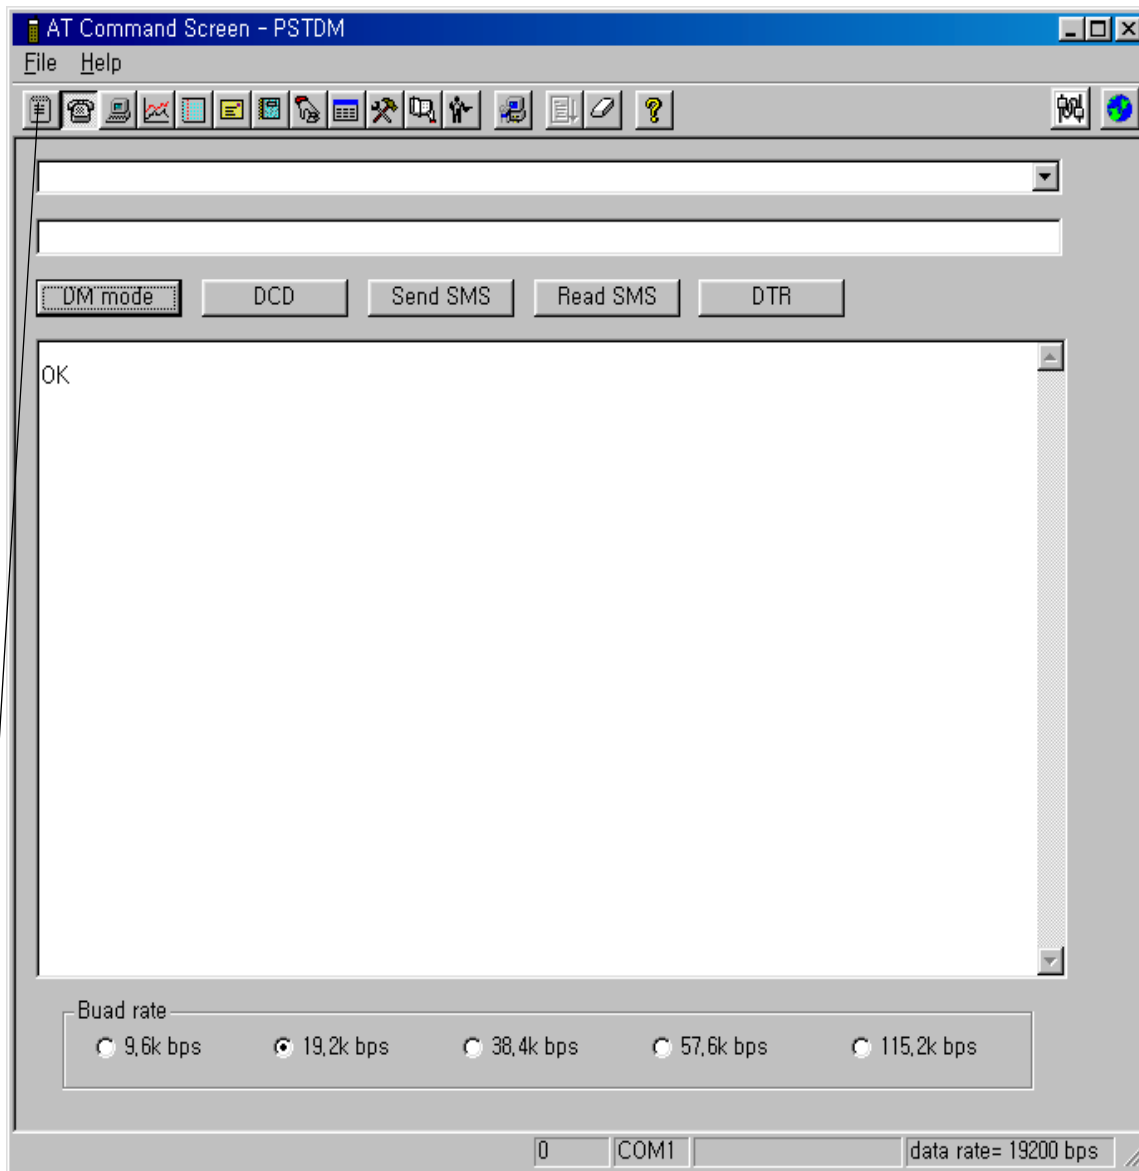 AT Command Screen - PSTDM
File Help
DM mode DCD Send SMS Read SMS DTR
OK
Buad rate
9,6k bps 19,2k bps 38,4k bps 57,6k bps 115,2k bps
0 COM1 data rate= 19200 bps